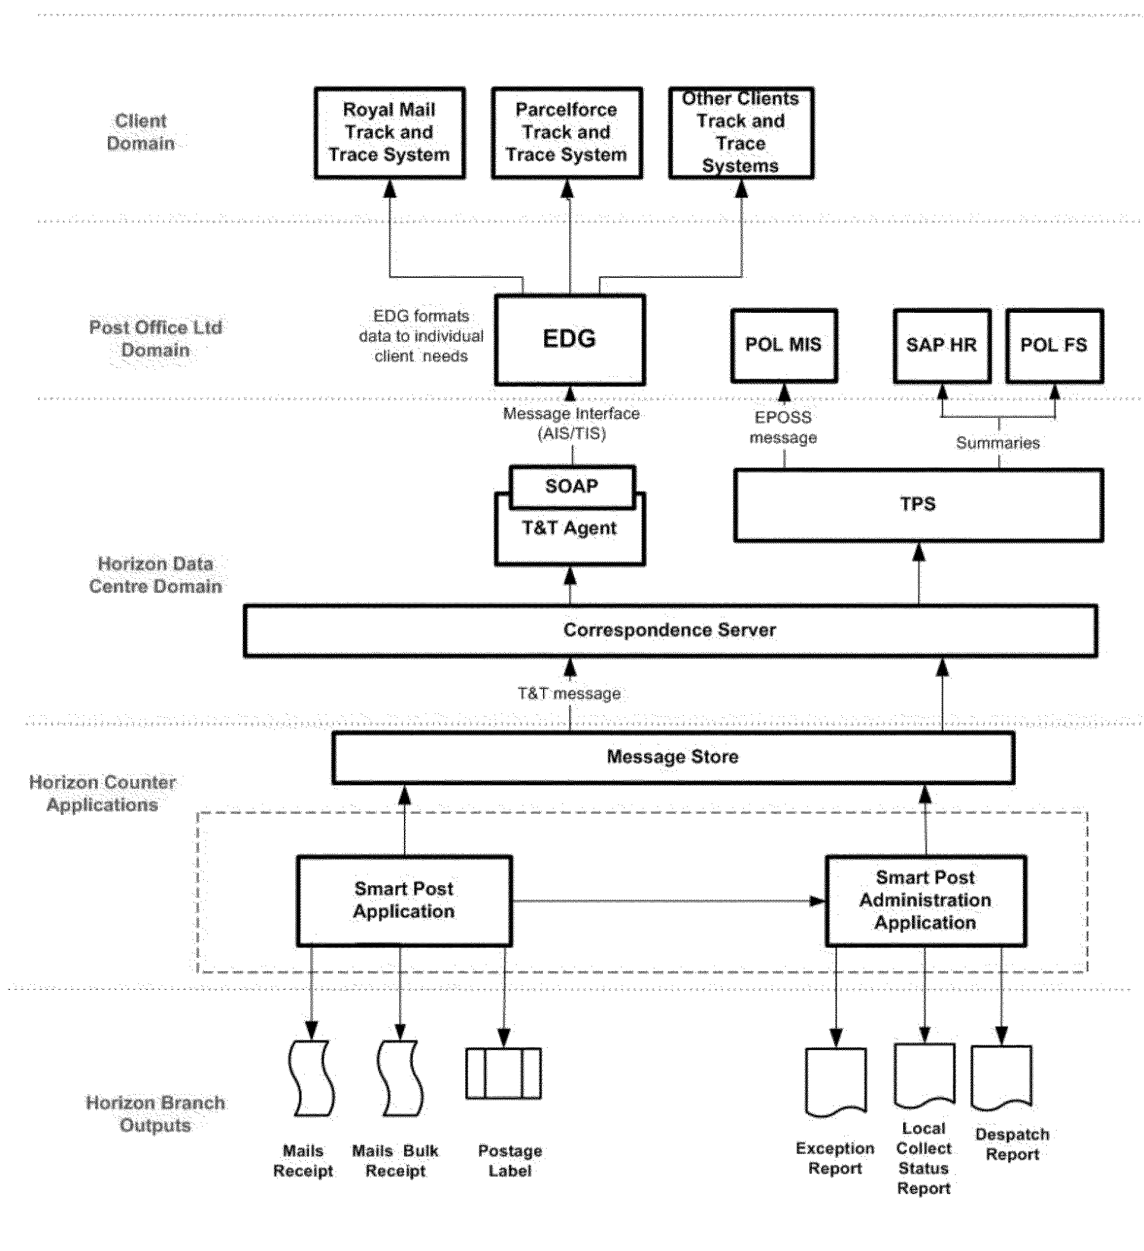 Client
Domain
Royal Mail
Track and
Trace System
Parcelforce
Track and
Trace System
Other Clients
Track and
Trace
Systems
Post Office Ltd
Domain
EDG formats
data to individual
client needs
EDG
POL MIS
SAP HR
POL FS
Message Interface
(AIS/TIS)
EPOSS
message
Summaries
SOAP
T&T Agent
TPS
Horizon Data
Centre Domain
Correspondence Server
T&T message
Message Store
Horizon Counter
Applications
Smart Post
Application
Smart Post
Administration
Application
Horizon Branch
Outputs
Mails
Receipt
Mails Bulk
Receipt
Postage
Label
Exception
Report
Local
Collect
Status
Report
Despatch
Report